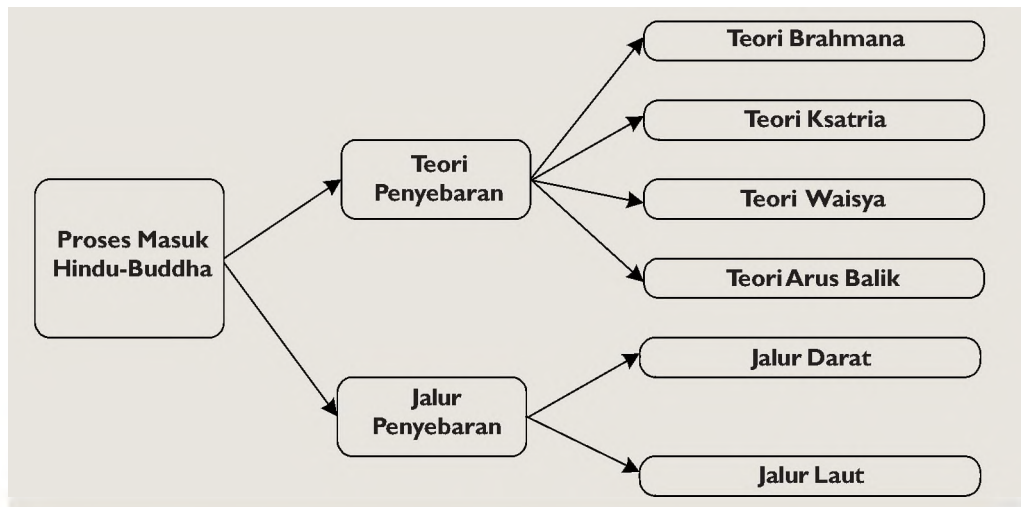 Proses Masuk
Hindu-Buddha
Teori
Penyebaran
Teori Brahmana
Teori Ksatria
Teori Waisya
Teori Arus Balik
Jalur
Penyebaran
Jalur Darat
Jalur Laut